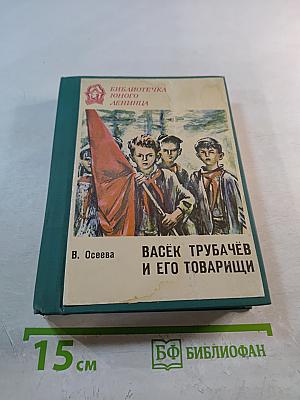 БИБЛИОТЕЧКА
ЮНОГО
ЛЕНИНЦА
В. Осеева
ВАСЁК ТРУБАЧЁВ
И ЕГО ТОВАРИЩИ
15 см
БФ БИБЛИОФАН